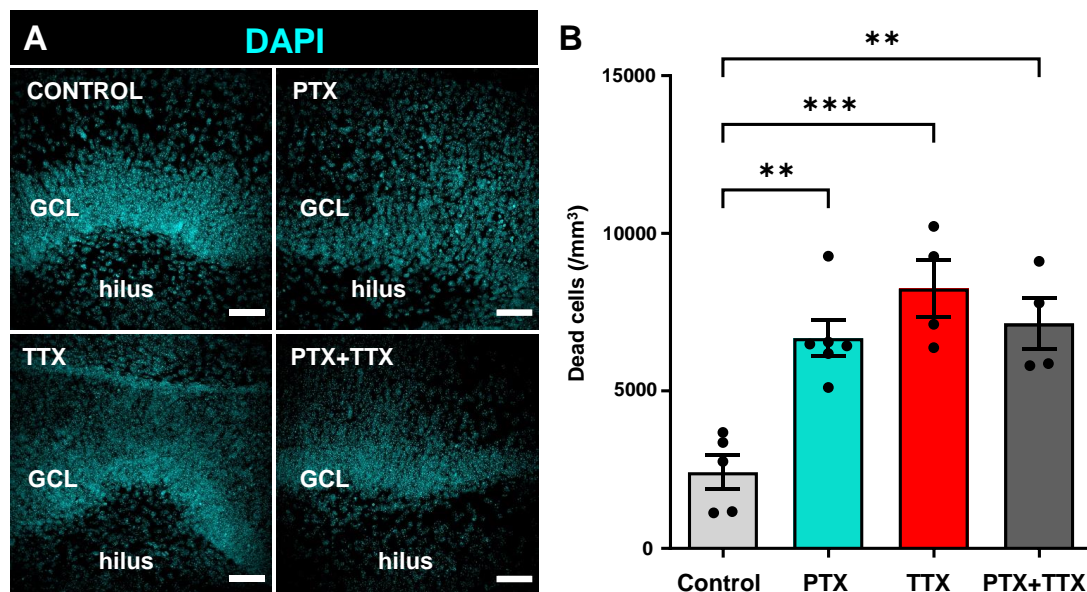 A
DAPI
CONTROL
GCL
hilus
PTX
GCL
hilus
TTX
GCL
hilus
PTX+TTX
GCL
hilus
B
**
***
**
Dead cells (/mm³)
15000
10000
5000
0
Control
PTX
TTX
PTX+TTX